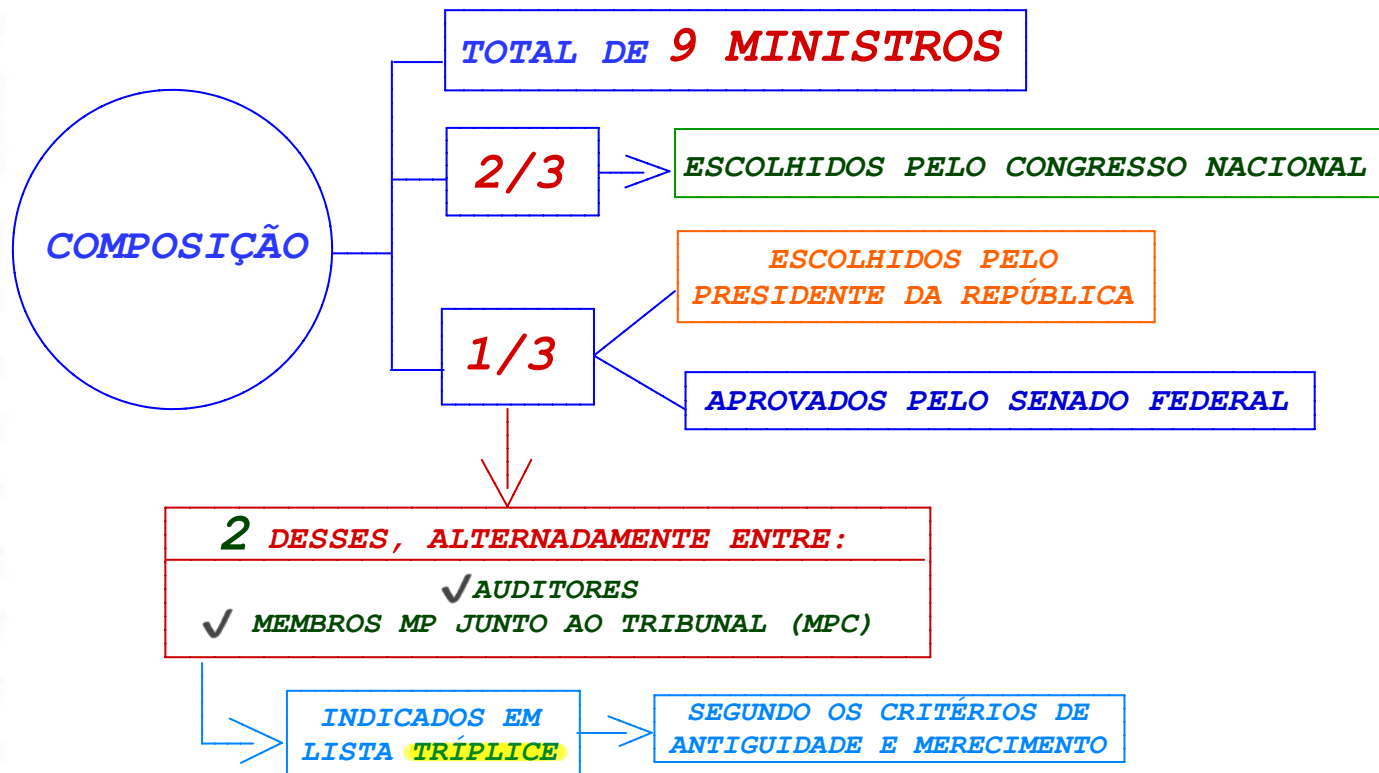 TOTAL DE 9 MINISTROS
2/3
ESCOLHIDOS PELO CONGRESSO NACIONAL
COMPOSIÇÃO
ESCOLHIDOS PELO
PRESIDENTE DA REPÚBLICA
1/3
APROVADOS PELO SENADO FEDERAL
2 DESSES, ALTERNADAMENTE ENTRE:
✔AUDITORES
✔ MEMBROS MP JUNTO AO TRIBUNAL (MPC)
INDICADOS EM
LISTA TRÍPLICE
SEGUNDO OS CRITÉRIOS DE
ANTIGUIDADE E MERECIMENTO